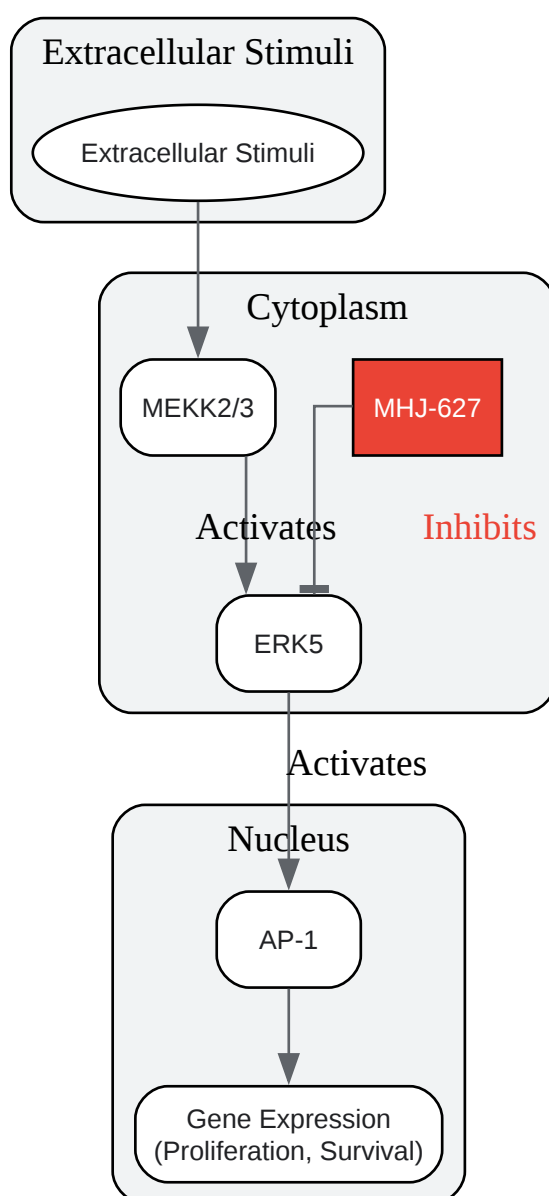 Extracellular Stimuli
Extracellular Stimuli
Cytoplasm
MEKK2/3
MHJ-627
Activates
Inhibits
ERK5
Activates
Nucleus
AP-1
Gene Expression
(Proliferation, Survival)